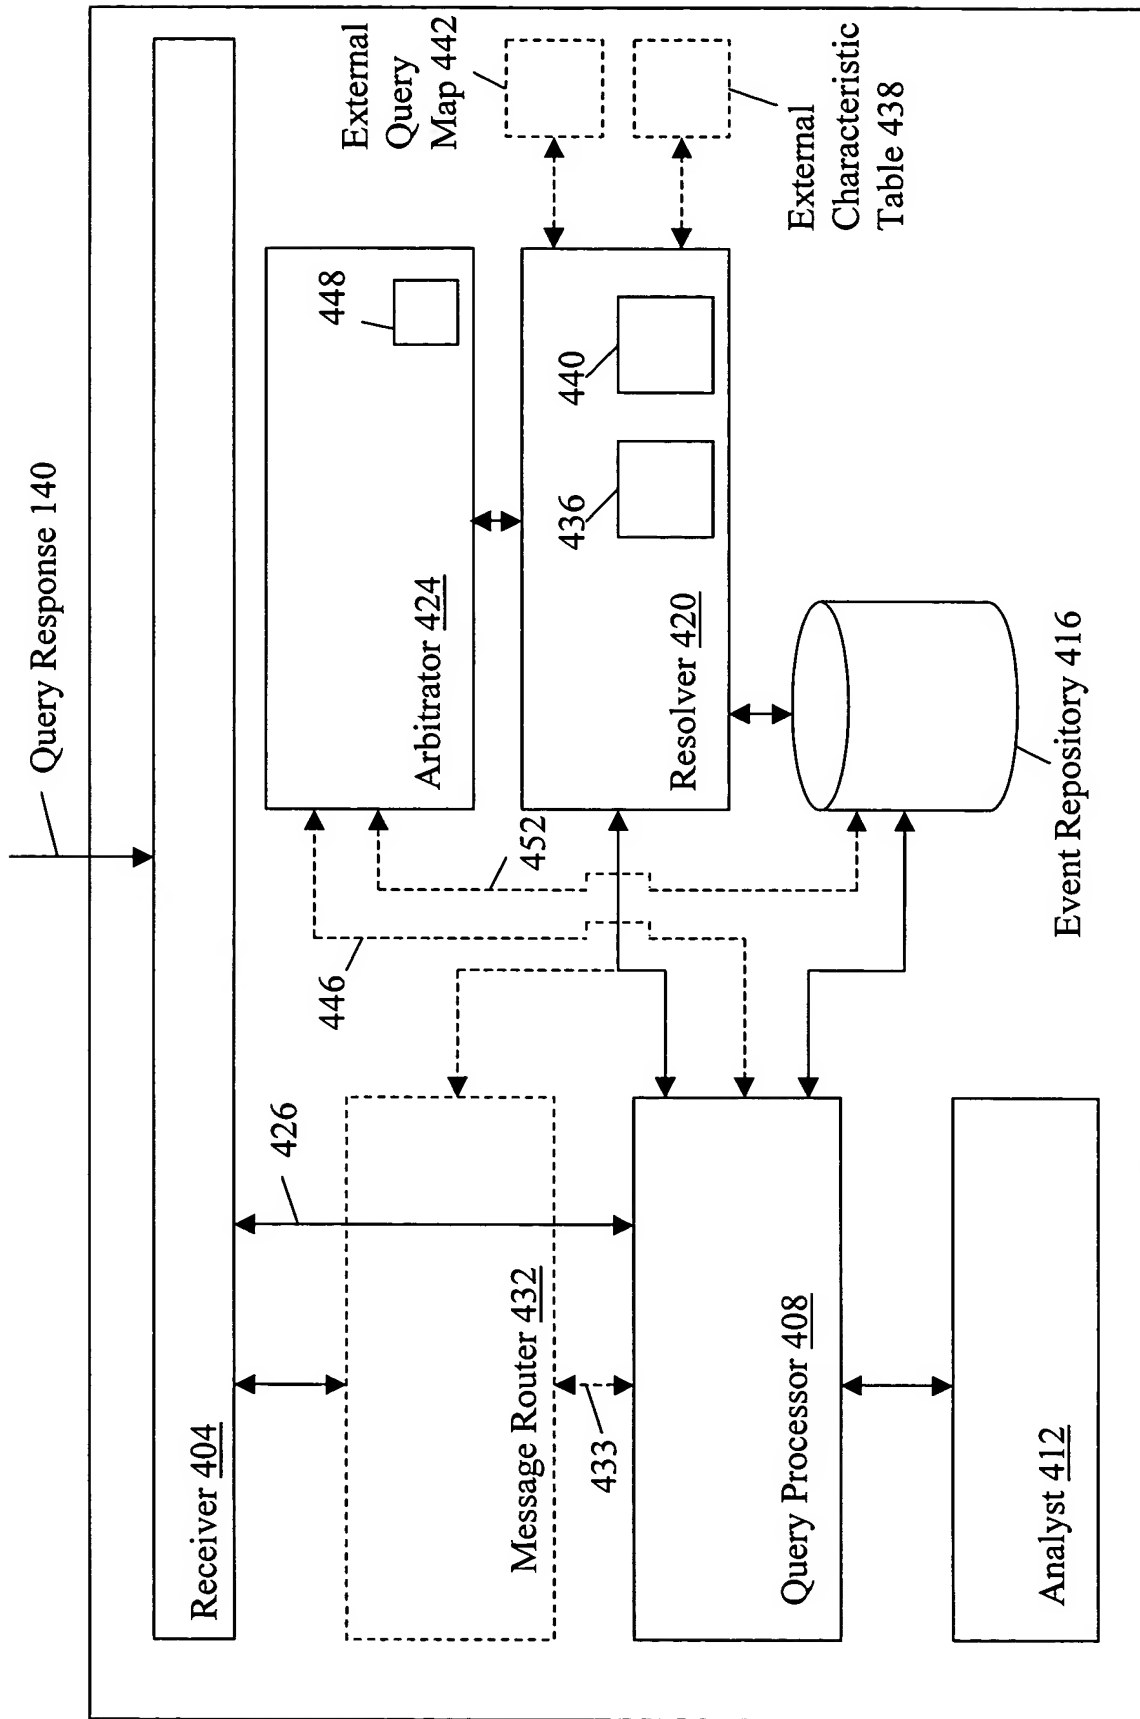 Query Response 140
Receiver 404
426
446
452
448
External
Query
Map 442
Arbitrator 424
Message Router 432
433
436
440
Resolver 420
External
Characteristic
Table 438
Query Processor 408
Event Repository 416
Analyst 412